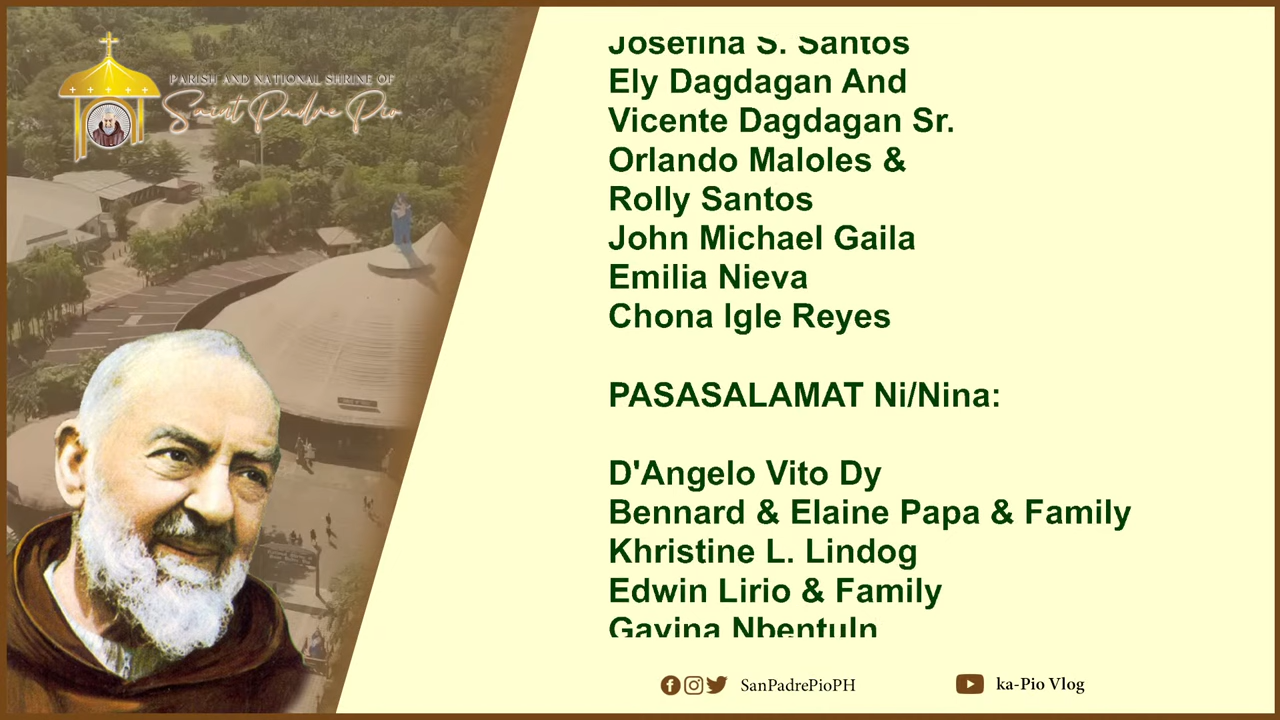 PARISH AND NATIONAL SHRINE OF
Saint Padre Pio
Josefina S. Santos
Ely Dagdagan And
Vicente Dagdagan Sr.
Orlando Maloles &
Rolly Santos
John Michael Gaila
Emilia Nieva
Chona Igle Reyes
PASASALAMAT Ni/Nina:
D'Angelo Vito Dy
Bennard & Elaine Papa & Family
Khristine L. Lindog
Edwin Lirio & Family
SanPadrePioPH
ka-Pio Vlog